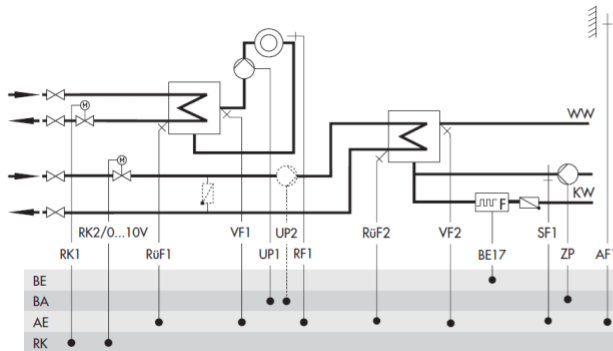 M
M
WW
F
KW
RK2/0...10V
VF1
UP2
RüF2
VF2
SF1
RK1
RüF1
UP1
RF1
BE17
ZP
AF1
BE
BA
AE
RK